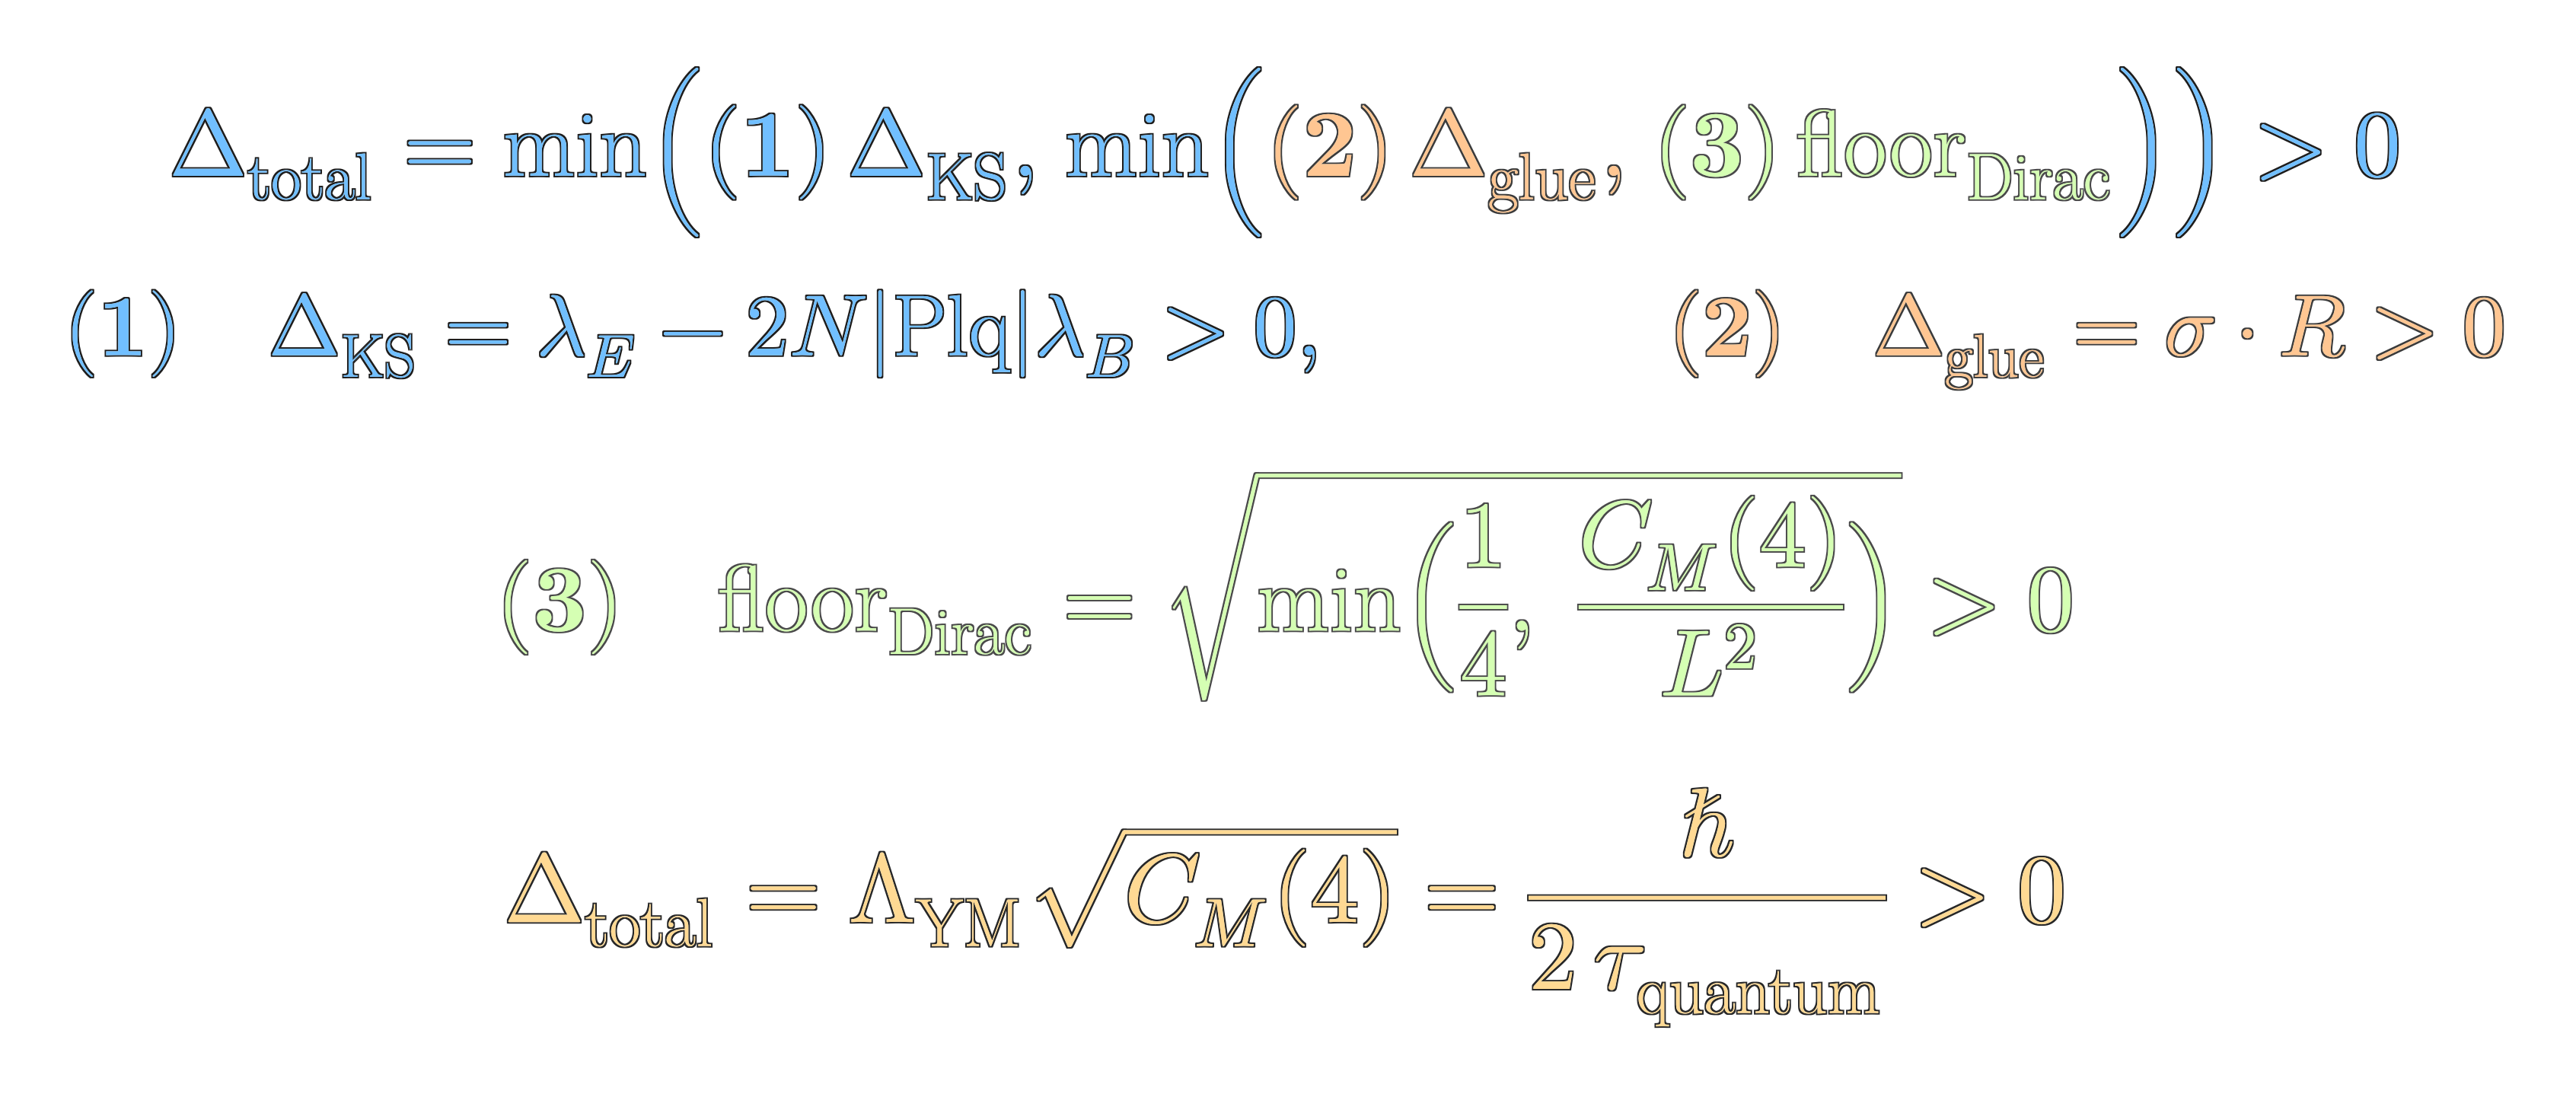 Δ_total = min( (1) Δ_KS, min( (2) Δ_glue, (3) floor_Dirac ) ) > 0
(1) Δ_KS = λ_E − 2N|Plq|λ_B > 0, (2) Δ_glue = σ · R > 0
(3) floor_Dirac = √(min(1/4, C_M(4)/L²)) > 0
Δ_total = Λ_YM √(C_M(4)) = ℏ/(2 τ_quantum) > 0